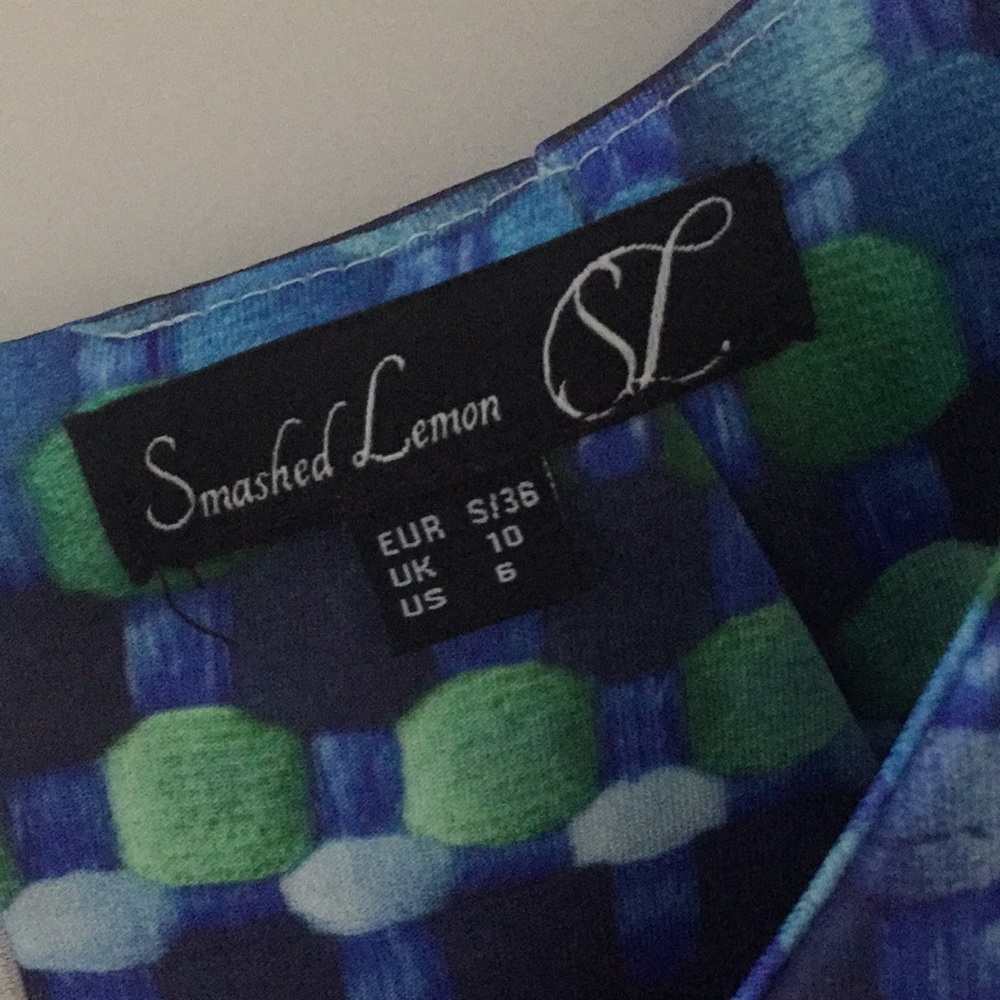 Smashed Lemon SL
EUR S/36
UK 10
US 6